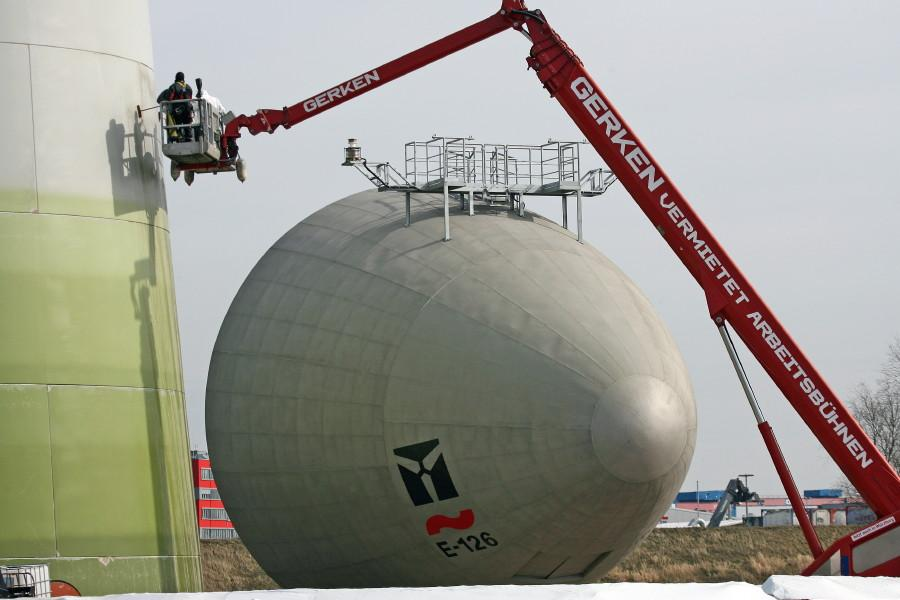 GERKEN
GERKEN VERMIETET ARBEITSBÜHNEN
E-126